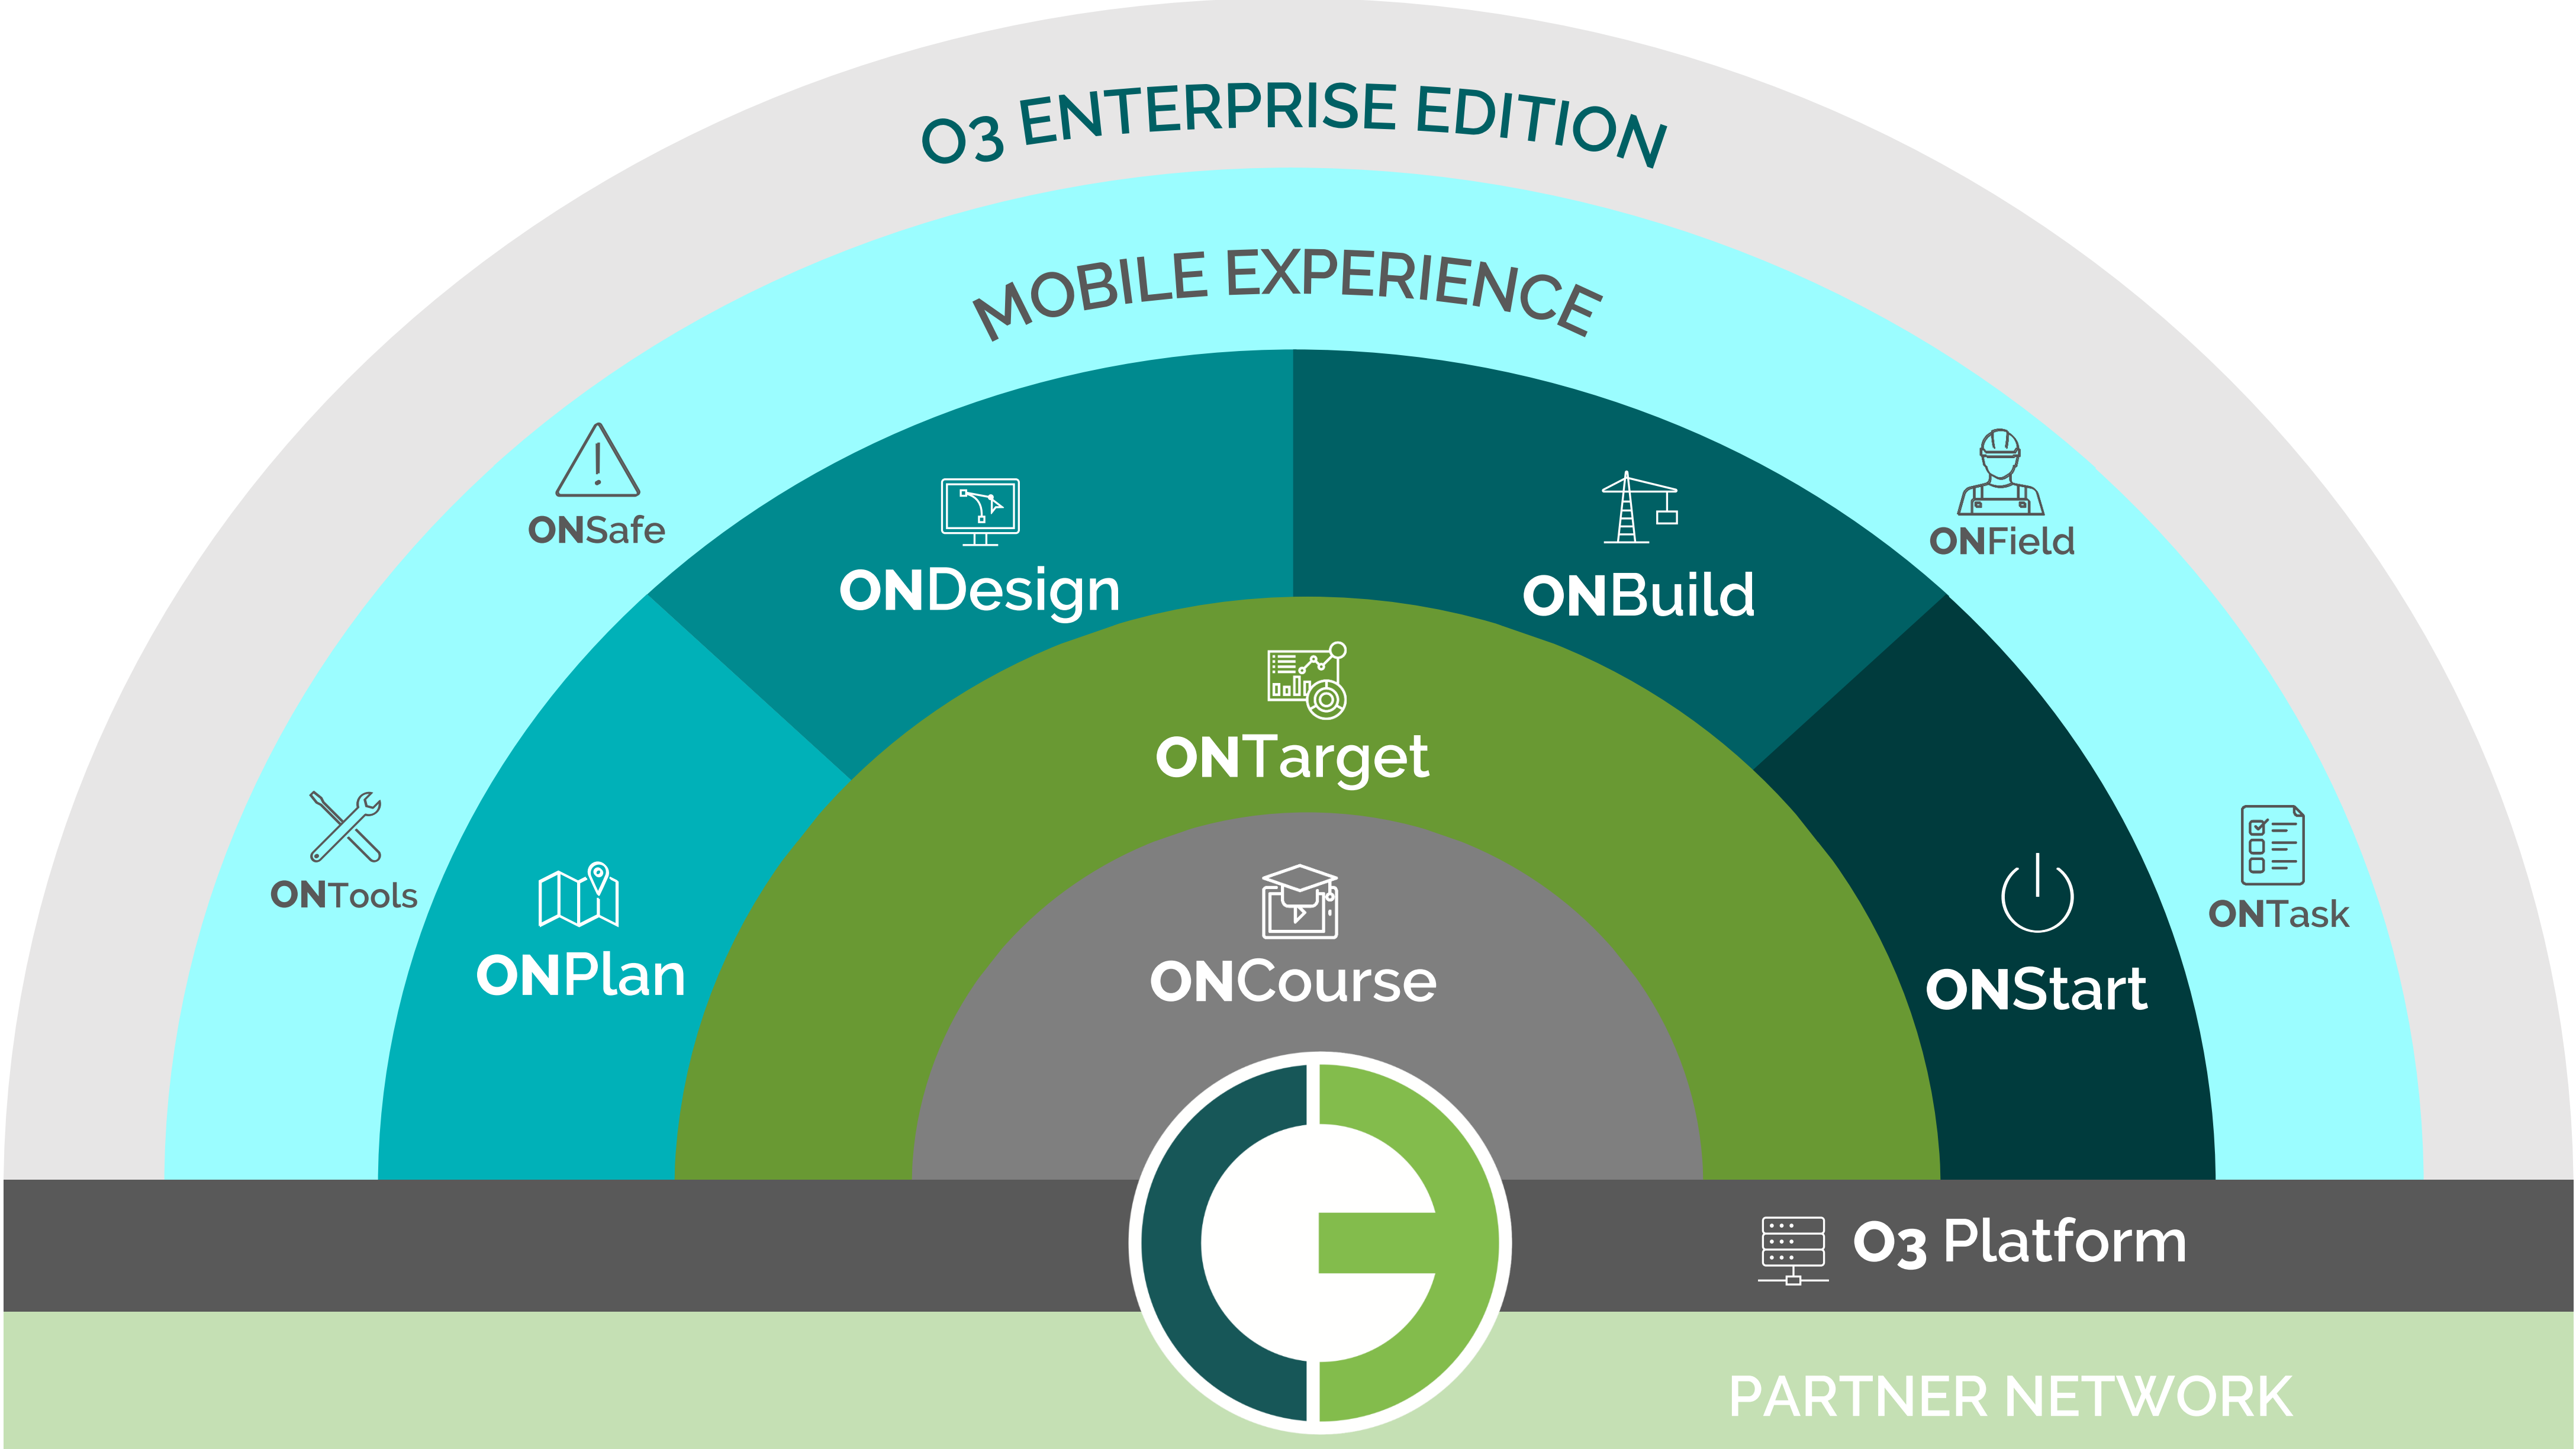 O3 ENTERPRISE EDITION
MOBILE EXPERIENCE
ONSafe
ONField
ONDesign
ONBuild
ONTarget
ONTools
ONTask
ONPlan
ONCourse
ONStart
O3 Platform
PARTNER NETWORK